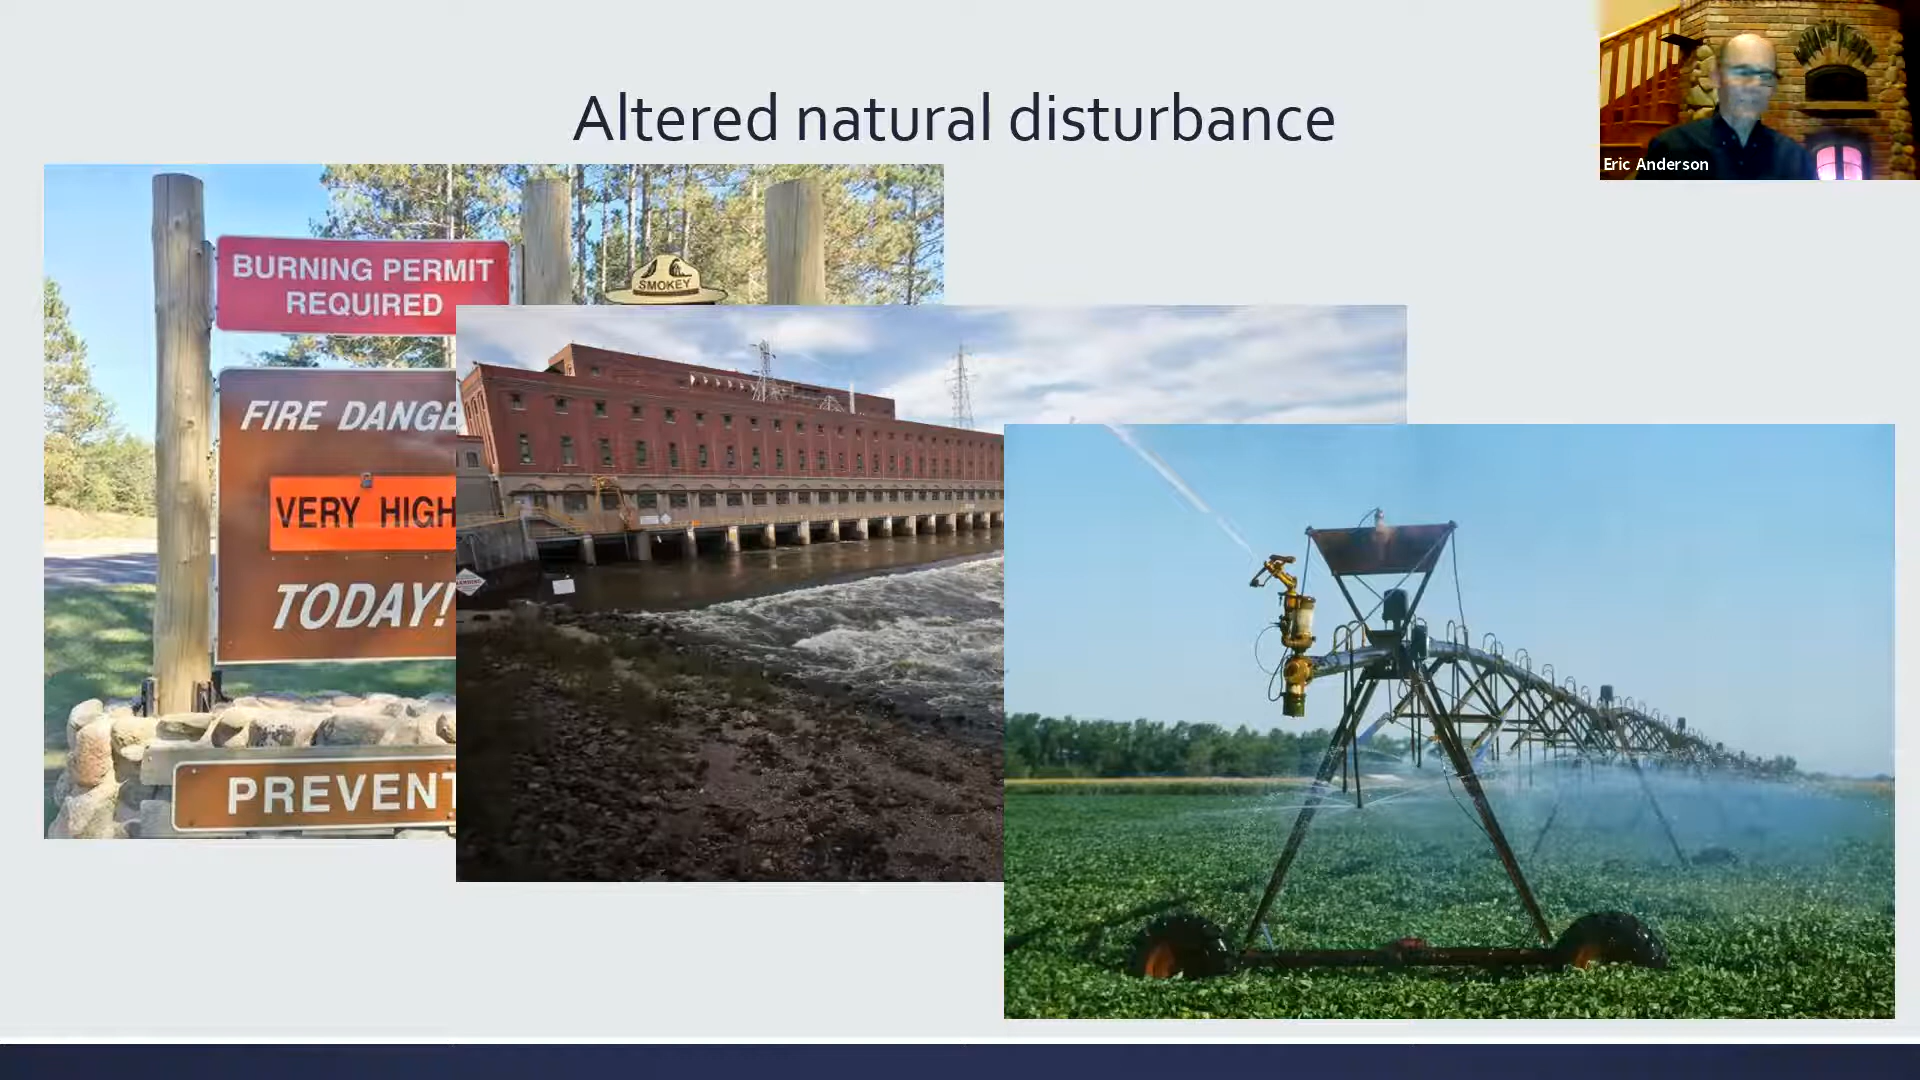 Altered natural disturbance
Eric Anderson
BURNING PERMIT
REQUIRED
SMOKEY
FIRE DANGE
VERY HIGH
TODAY!
PREVENT